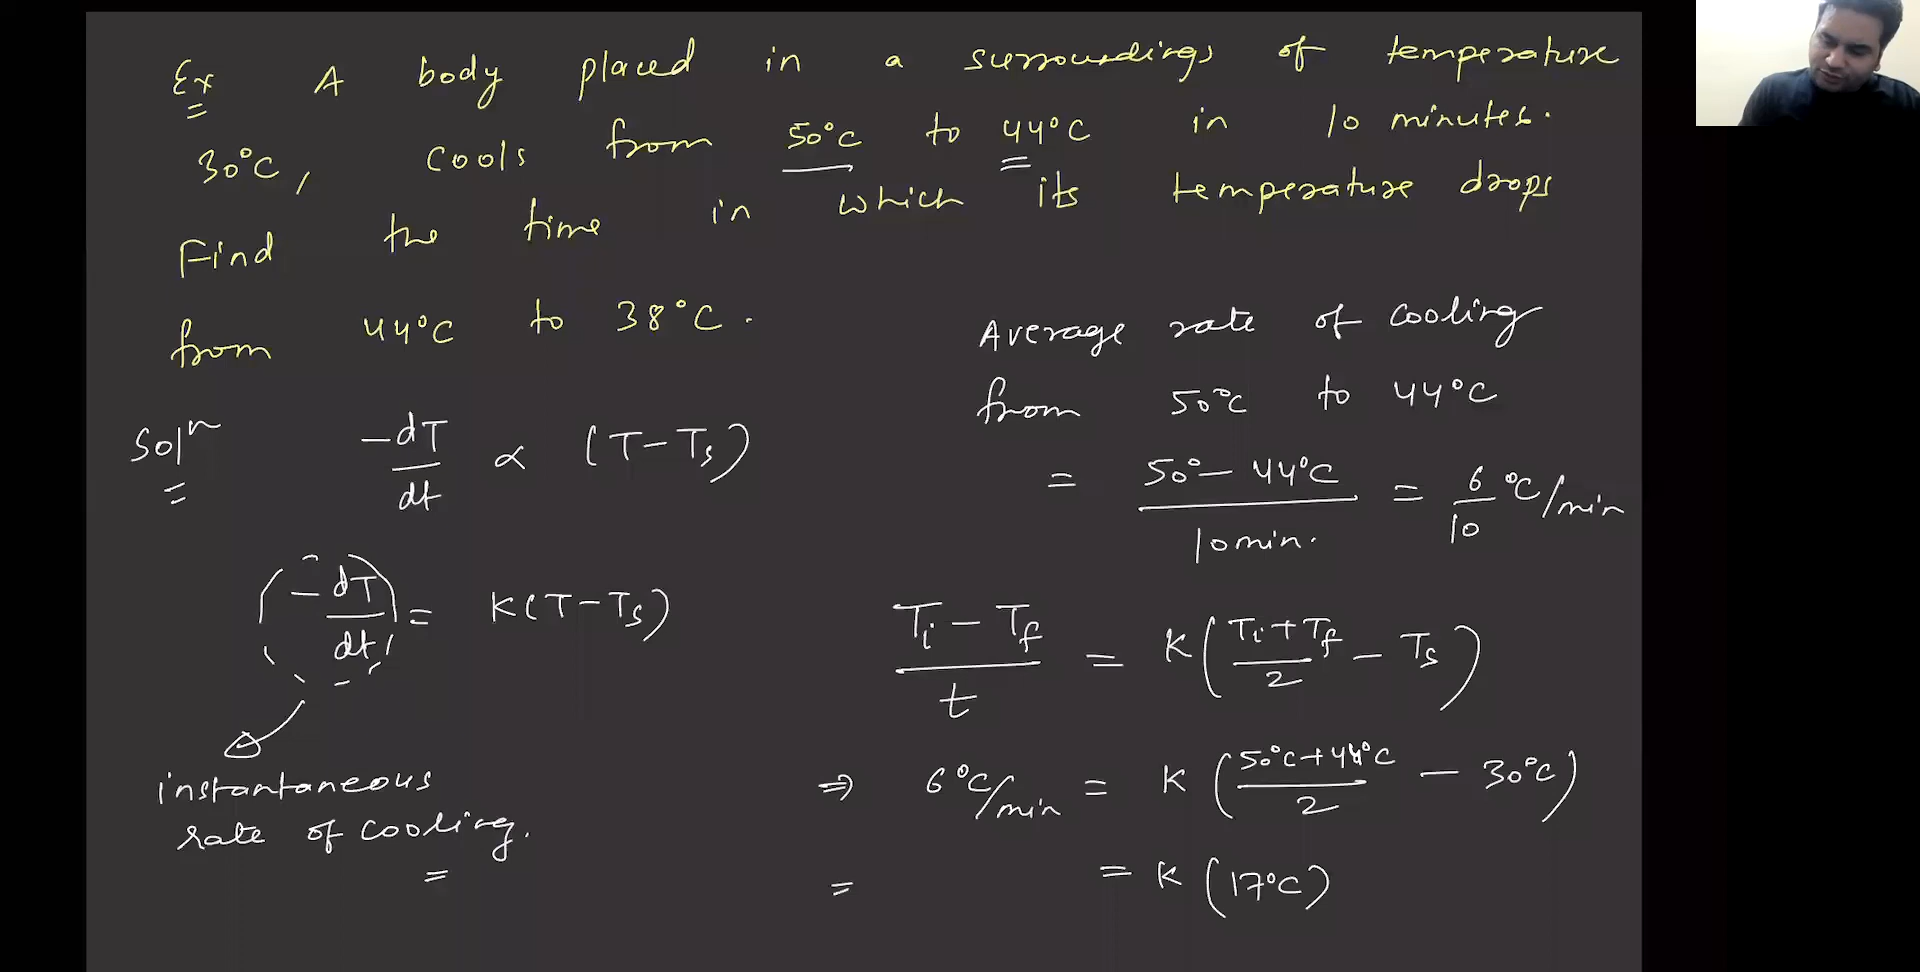 Ex A body placed in a surroundings of temperature
30°C, cools from 50°C to 44°C in 10 minutes.
Find the time in which its temperature drops
from 44°C to 38°C.
Solⁿ -dT/dt ∝ (T-Ts)
-dT/dt = K(T-Ts)
instantaneous
rate of cooling.
Average rate of cooling
from 50°C to 44°C
= 50°-44°C/10min. = 6/10 °C/min
Ti-Tf/t = K(Ti+Tf/2 - Ts)
⇒ 6°C/min = K(50°C+44°C/2 - 30°C)
= = K(17°C)